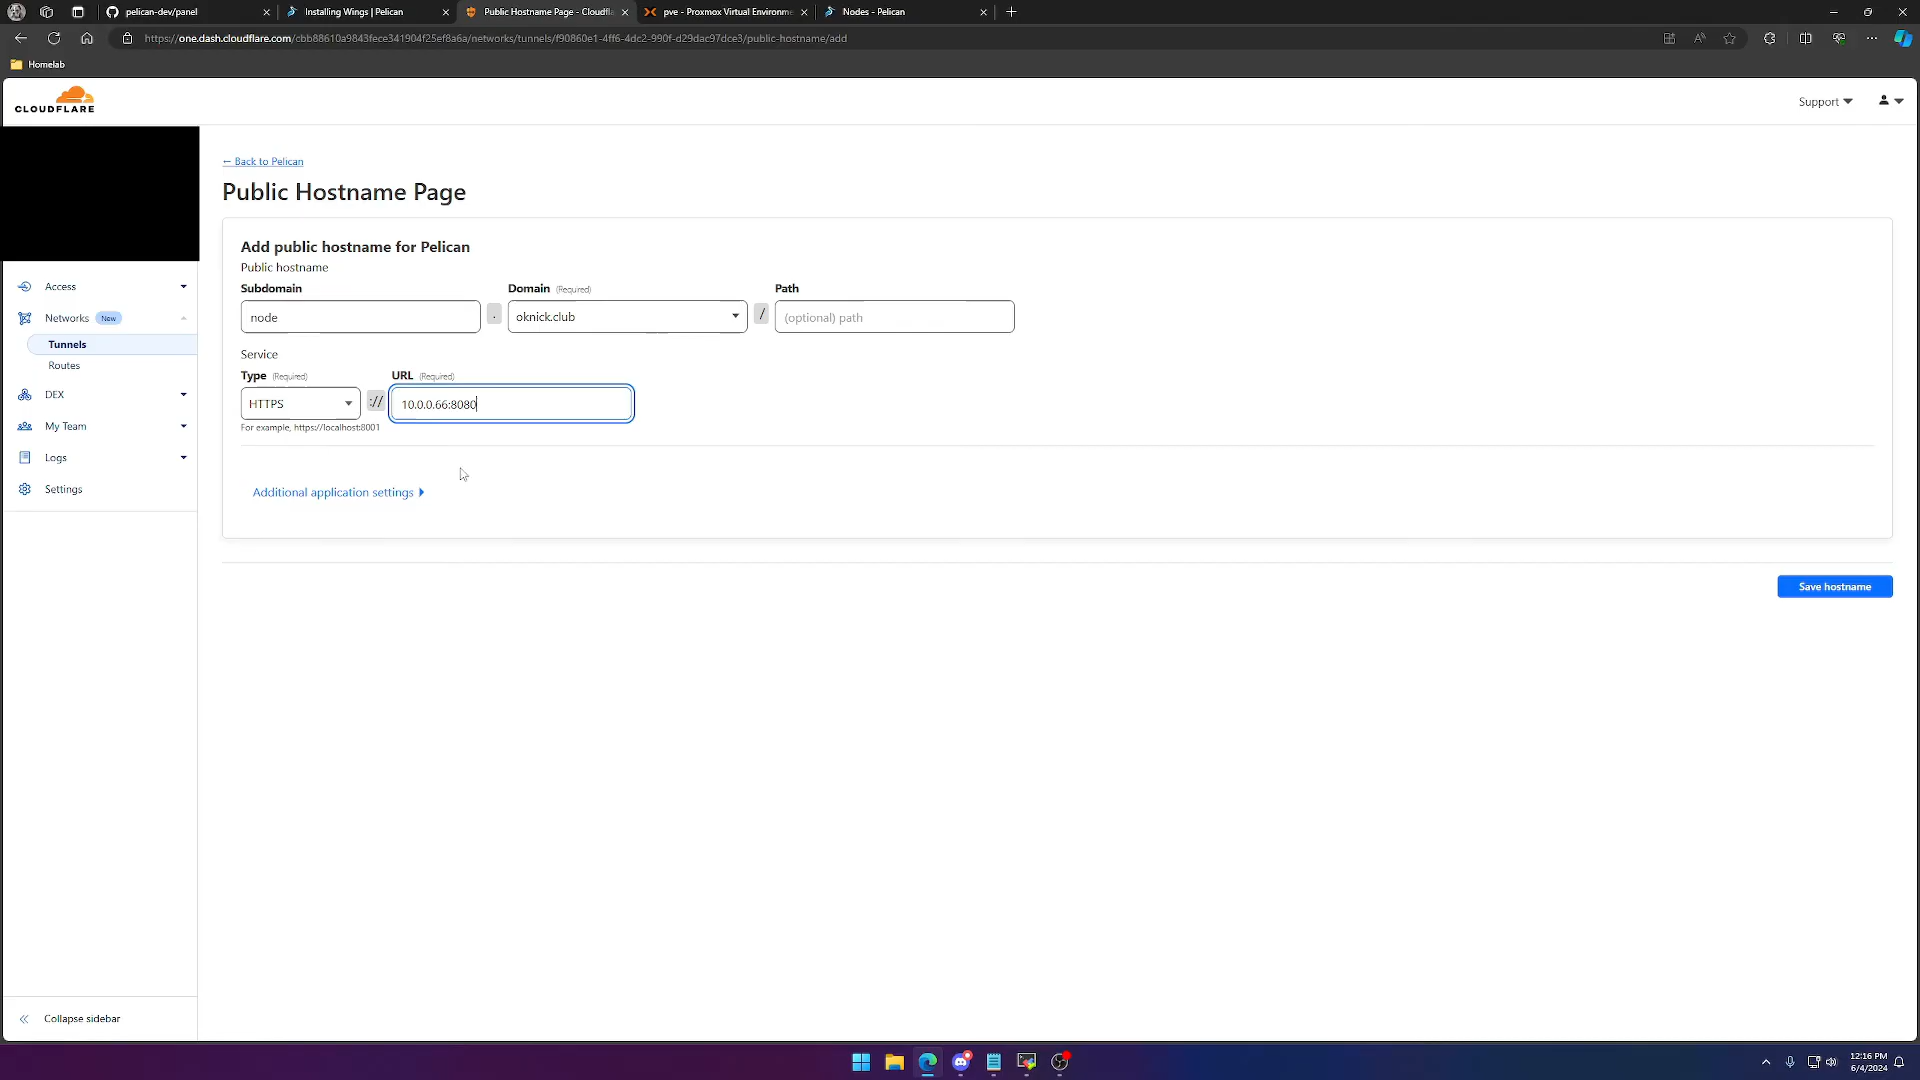 pelican-dev/panel
Installing Wings | Pelican
Public Hostname Page - Cloudfla
pve - Proxmox Virtual Environme
Nodes - Pelican
https://one.dash.cloudflare.com/cbb88610a9843fece341904f25ef8a6a/networks/tunnels/f90860e1-4ff6-4dc2-990f-d29dac97dce3/public-hostname/add
Homelab
CLOUDFLARE
Support
← Back to Pelican
Public Hostname Page
Add public hostname for Pelican
Public hostname
Subdomain
Domain (Required)
Path
node
.
oknick.club
/
(optional) path
Service
Type (Required)
URL (Required)
HTTPS
://
10.0.0.66:8080
For example, https://localhost:8001
Additional application settings
Save hostname
Access
Networks New
Tunnels
Routes
DEX
My Team
Logs
Settings
Collapse sidebar
12:16 PM
6/4/2024